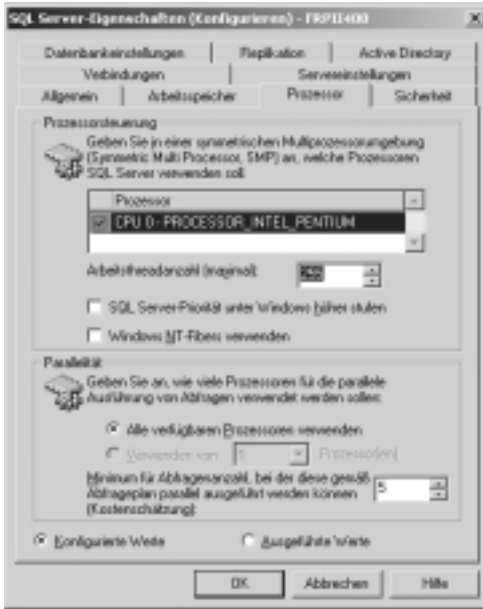 SQL Server-Eigenschaften (Konfigurieren) - FRPII400
Datenbankeinstellungen Replikation Active Directory
Verbindungen Servereinstellungen
Allgemein Arbeitsspeicher Prozessor Sicherheit
Prozessorsteuerung
Geben Sie in einer symmetrischen Multiprozessorumgebung
(Symmetric Multi Processor, SMP) an, welche Prozessoren
SQL Server verwenden soll:
Prozessor
CPU 0 - PROCESSOR_INTEL_PENTIUM
Arbeitsthreadanzahl (maximal):
SQL Server-Priorität unter Windows höher stufen
Windows NT-Fibers verwenden
Parallelität
Geben Sie an, wie viele Prozessoren für die parallele
Ausführung von Abfragen verwendet werden sollen:
Alle verfügbaren Prozessoren verwenden
Verwenden von 1 Prozessor(en)
Minimum für Abfragenanzahl, bei der diese gemäß 5
Abfrageplan parallel ausgeführt werden können
(Kostenschätzung):
Konfigurierte Werte Ausgeführte Werte
OK Abbrechen Hilfe